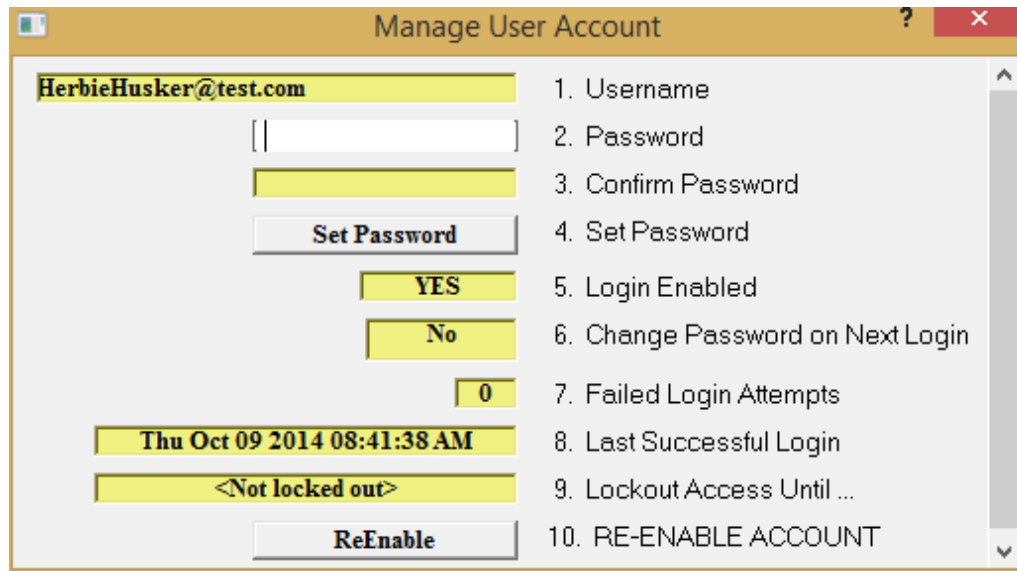 Manage User Account ? ×
HerbieHusker@test.com 1. Username
2. Password
3. Confirm Password
Set Password 4. Set Password
YES 5. Login Enabled
No 6. Change Password on Next Login
0 7. Failed Login Attempts
Thu Oct 09 2014 08:41:38 AM 8. Last Successful Login
<Not locked out> 9. Lockout Access Until ...
ReEnable 10. RE-ENABLE ACCOUNT